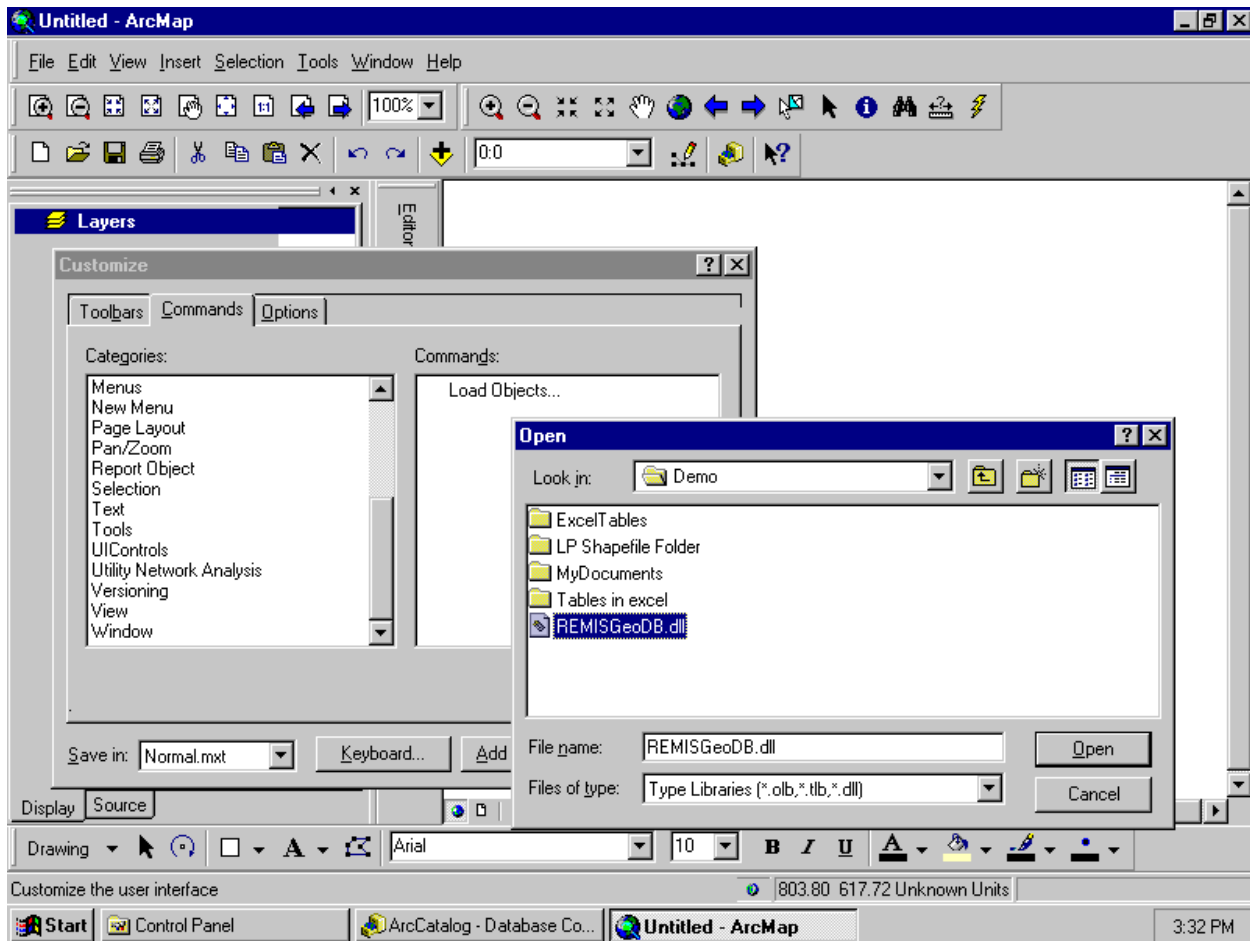 Untitled - ArcMap
File Edit View Insert Selection Tools Window Help
1:1 100%
0:0
Layers
Editor
Customize
Toolbars Commands Options
Categories:
Menus
New Menu
Page Layout
Pan/Zoom
Report Object
Selection
Text
Tools
UIControls
Utility Network Analysis
Versioning
View
Window
Commands:
Load Objects...
Save in: Normal.mxt Keyboard... Add
Open
Look in: Demo
ExcelTables
LP Shapefile Folder
MyDocuments
Tables in excel
REMISGeoDB.dll
File name: REMISGeoDB.dll Open
Files of type: Type Libraries (*.olb,*.tlb,*.dll) Cancel
Display Source
Drawing A Arial 10 B I U A
Customize the user interface 803.80 617.72 Unknown Units
Start Control Panel ArcCatalog - Database Co... Untitled - ArcMap 3:32 PM